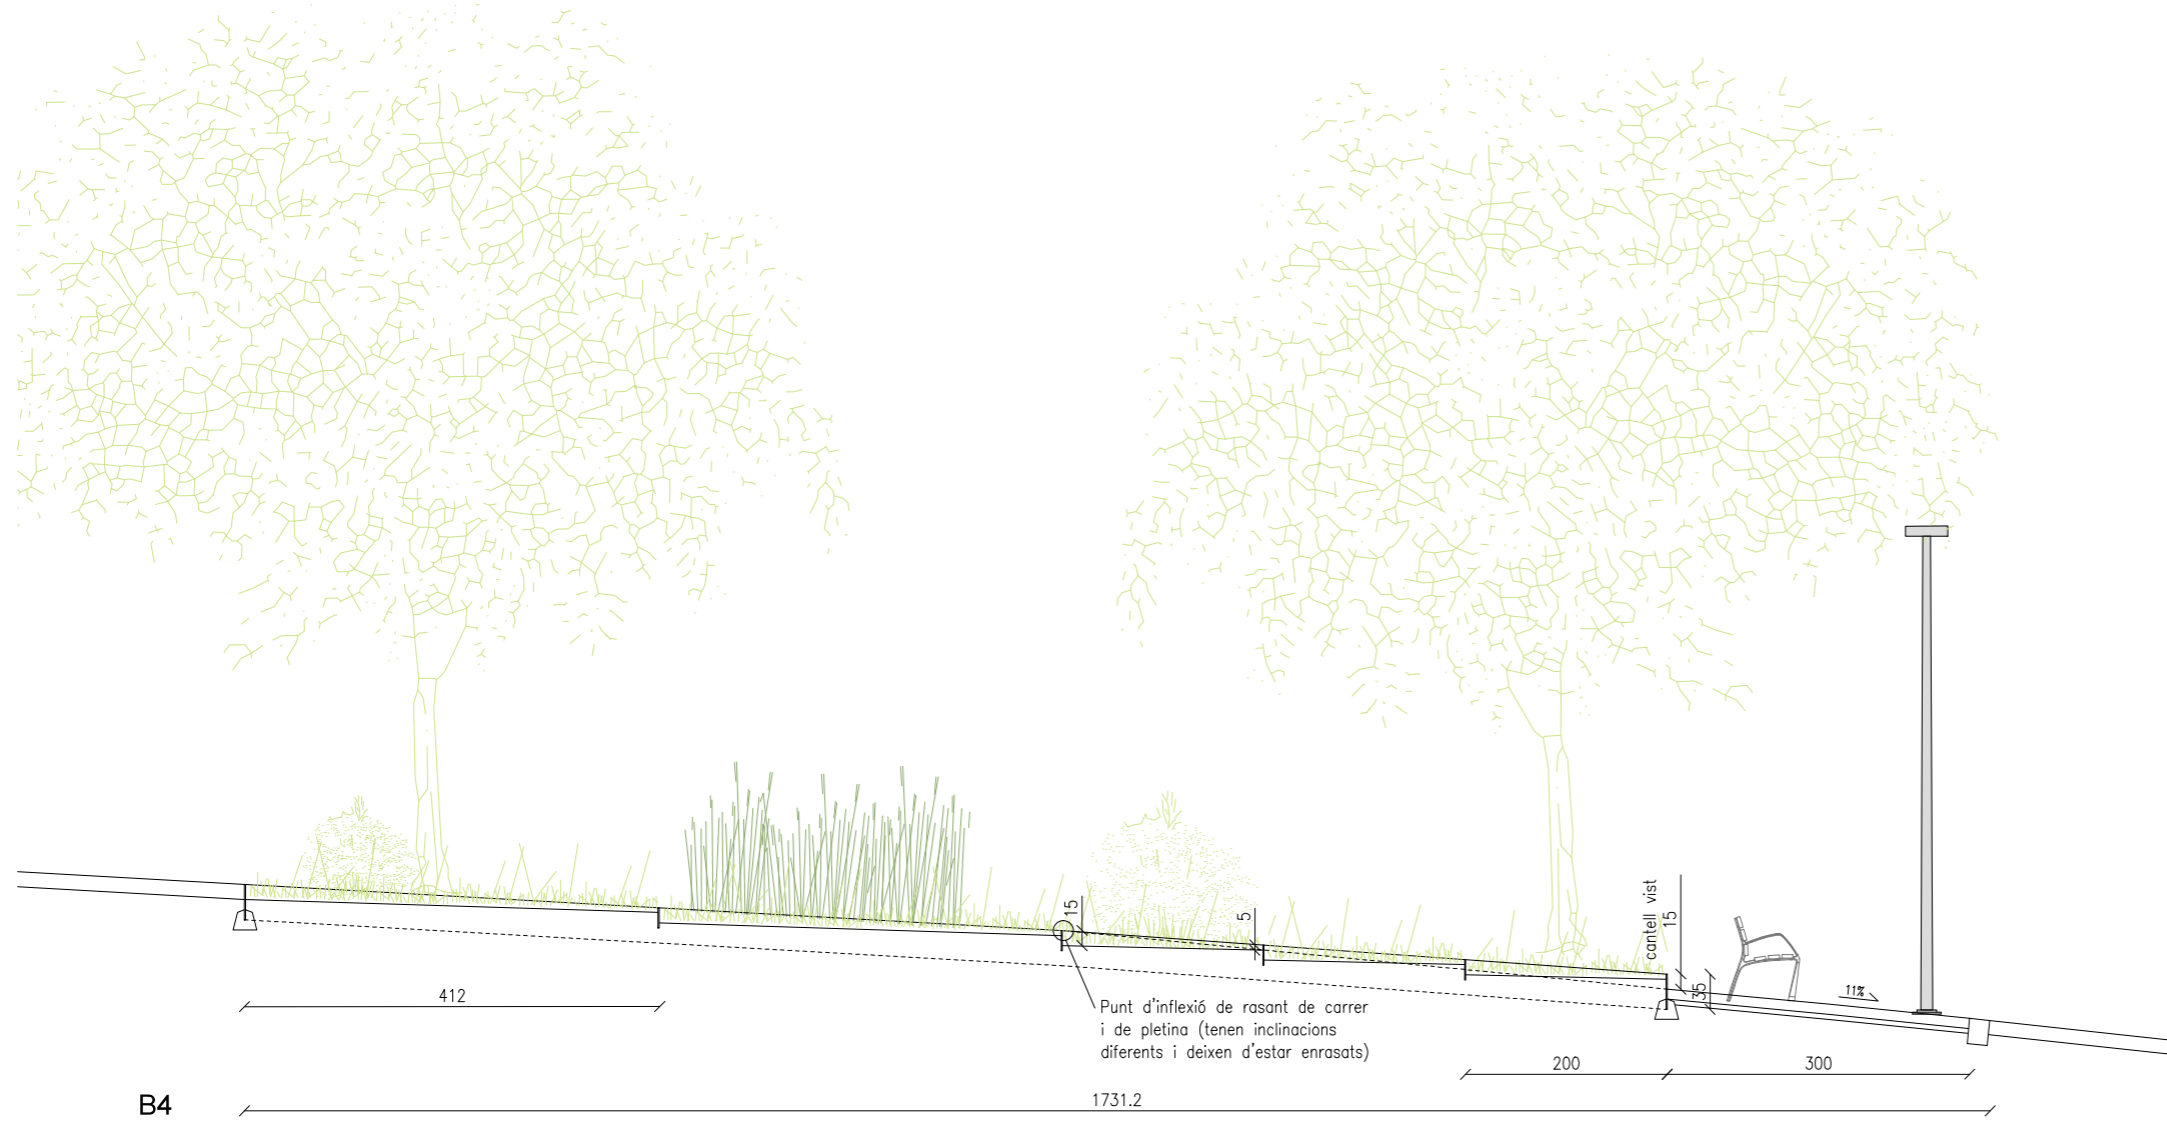 cantell vist
15
15
5
35
11%
412
Punt d'inflexió de rasant de carrer
i de pletina (tenen inclinacions
diferents i deixen d'estar enrasats)
200
300
1731.2
B4